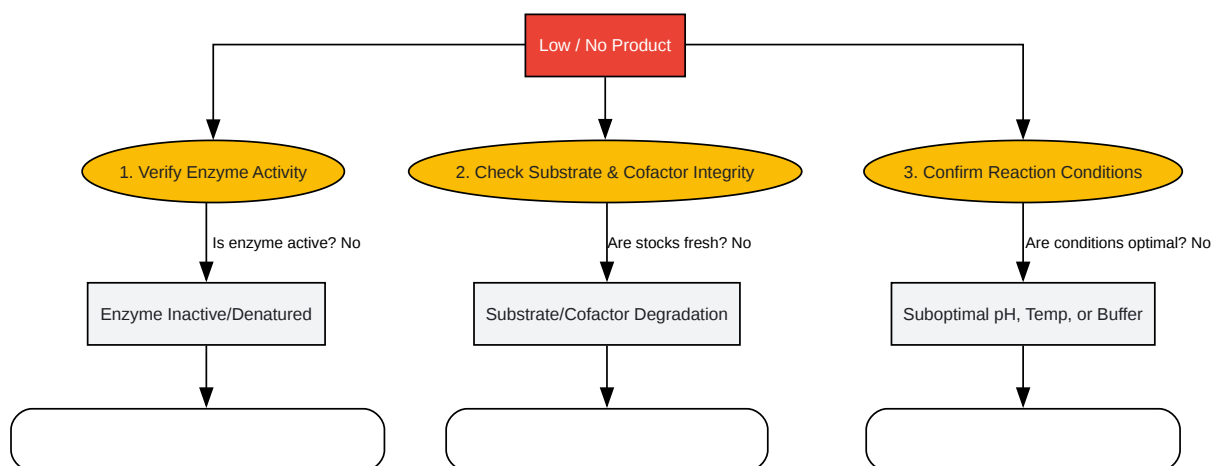 Low / No Product
1. Verify Enzyme Activity
2. Check Substrate & Cofactor Integrity
3. Confirm Reaction Conditions
Is enzyme active? No
Are stocks fresh? No
Are conditions optimal? No
Enzyme Inactive/Denatured
Substrate/Cofactor Degradation
Suboptimal pH, Temp, or Buffer